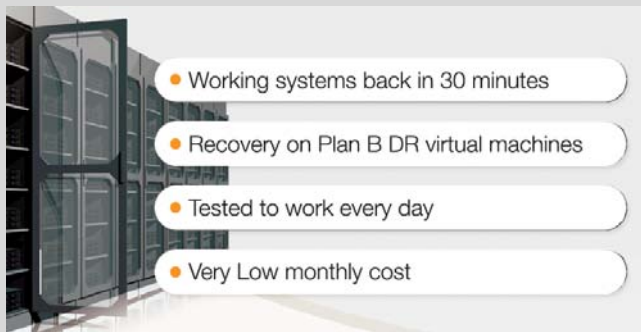 Working systems back in 30 minutes
Recovery on Plan B DR virtual machines
Tested to work every day
Very Low monthly cost